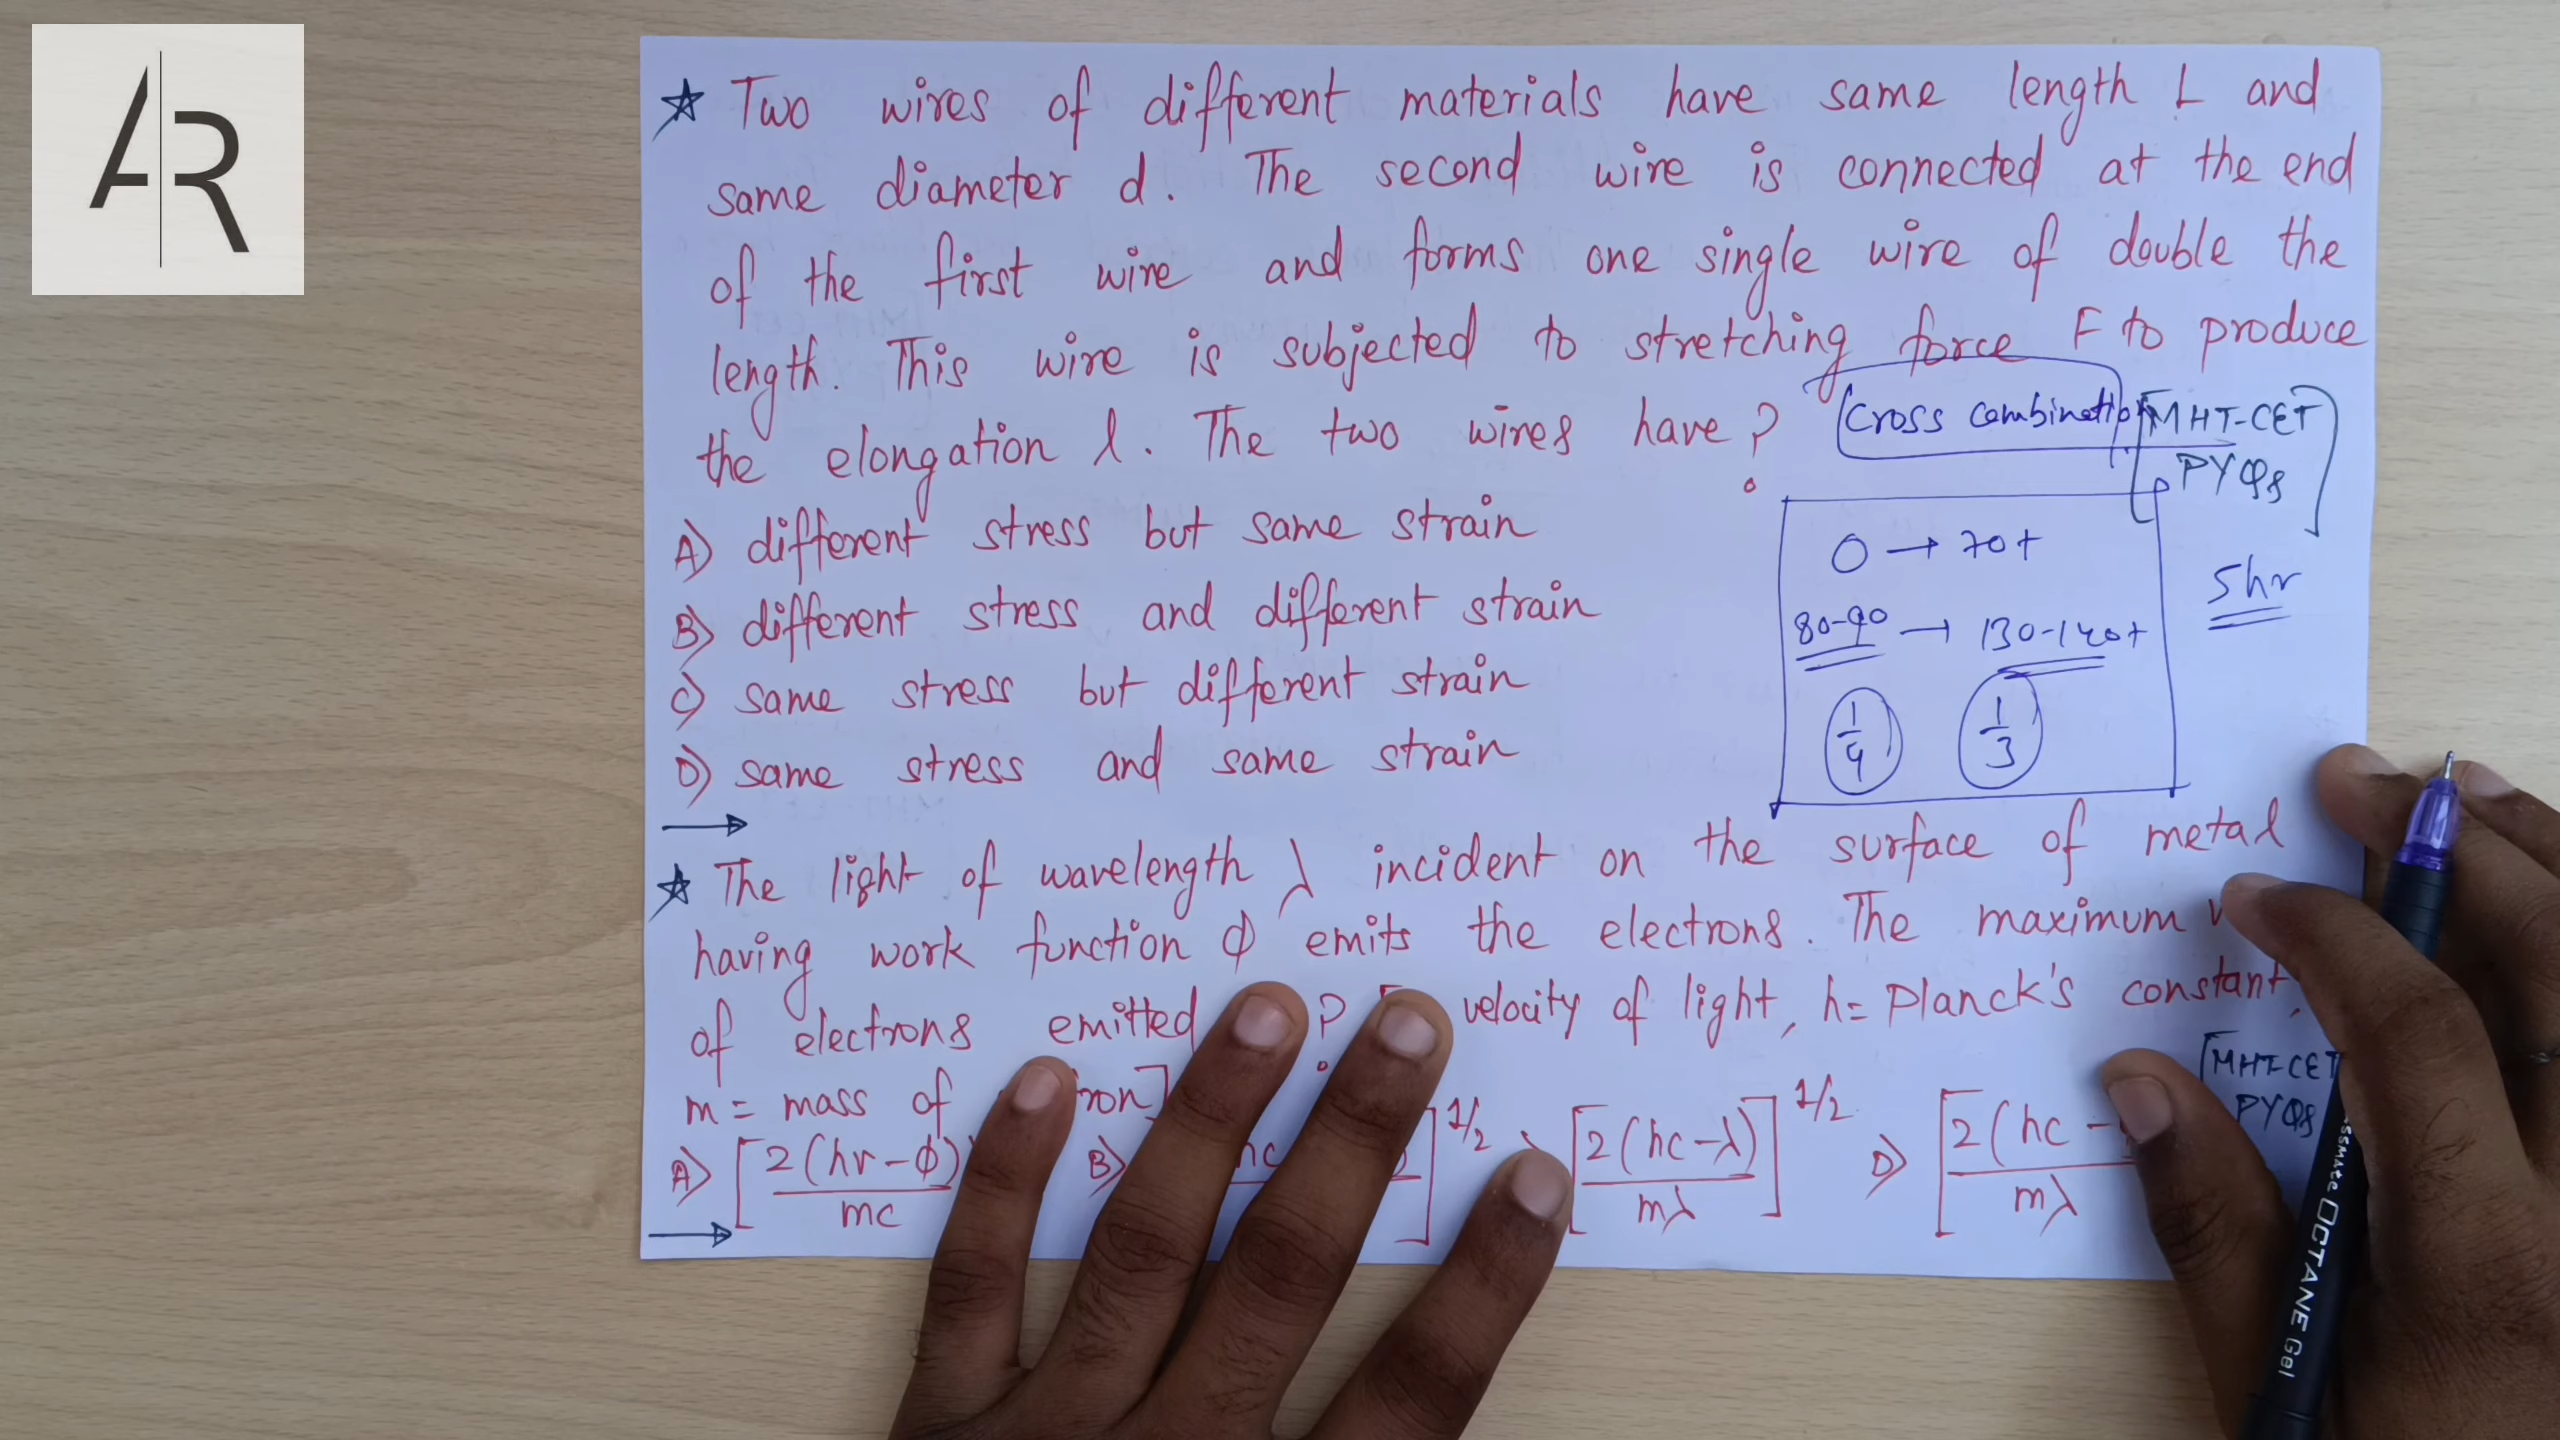 AR
☆ Two wires of different materials have same length L and
same diameter d. The second wire is connected at the end
of the first wire and forms one single wire of double the
length. This wire is subjected to stretching force F to produce
the elongation l. The two wires have?
Cross combination
[MHT-CET
PYQs]
A) different stress but same strain
B) different stress and different strain
C) same stress but different strain
D) same stress and same strain
0 → 70+
80-90 → 130-140+
1/4 1/3
5hr
☆ The light of wavelength λ incident on the surface of metal
having work function ϕ emits the electrons. The maximum
of electrons emitted ? velocity of light, h= Planck's constant,
m = mass of
[MHT-CET
PYQs
A) [2(hv-ϕ)/mc B) ]^1/2 [2(hc-λ)/mλ]^1/2 D) [2(hc-/mλ
OCTANE Gel